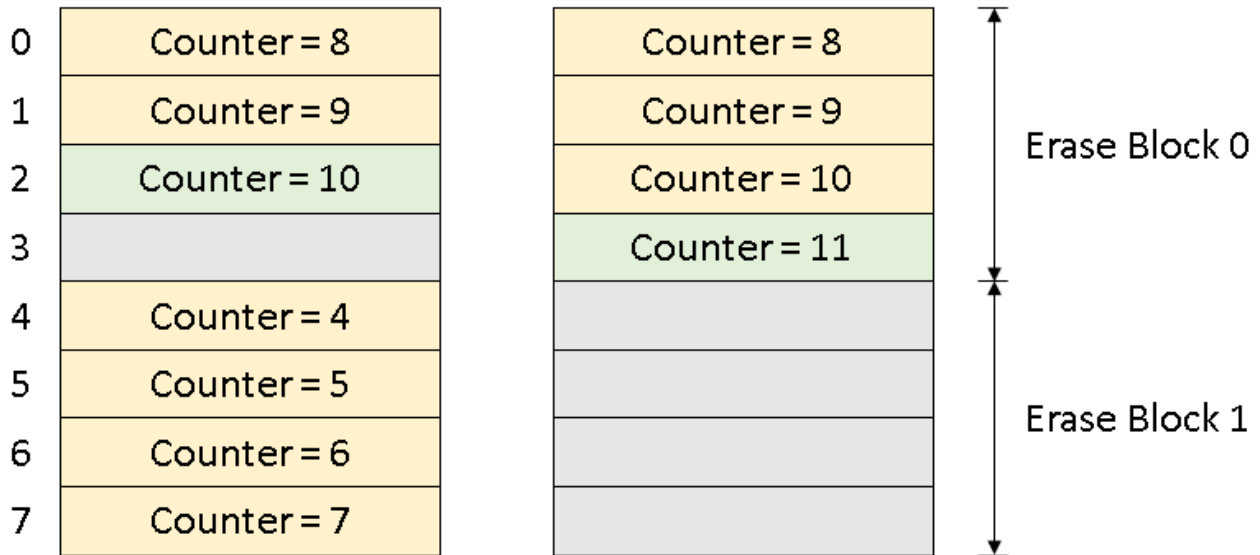 0 Counter = 8 Counter = 8
1 Counter = 9 Counter = 9
Erase Block 0
2 Counter = 10 Counter = 10
3 Counter = 11
4 Counter = 4
5 Counter = 5
Erase Block 1
6 Counter = 6
7 Counter = 7